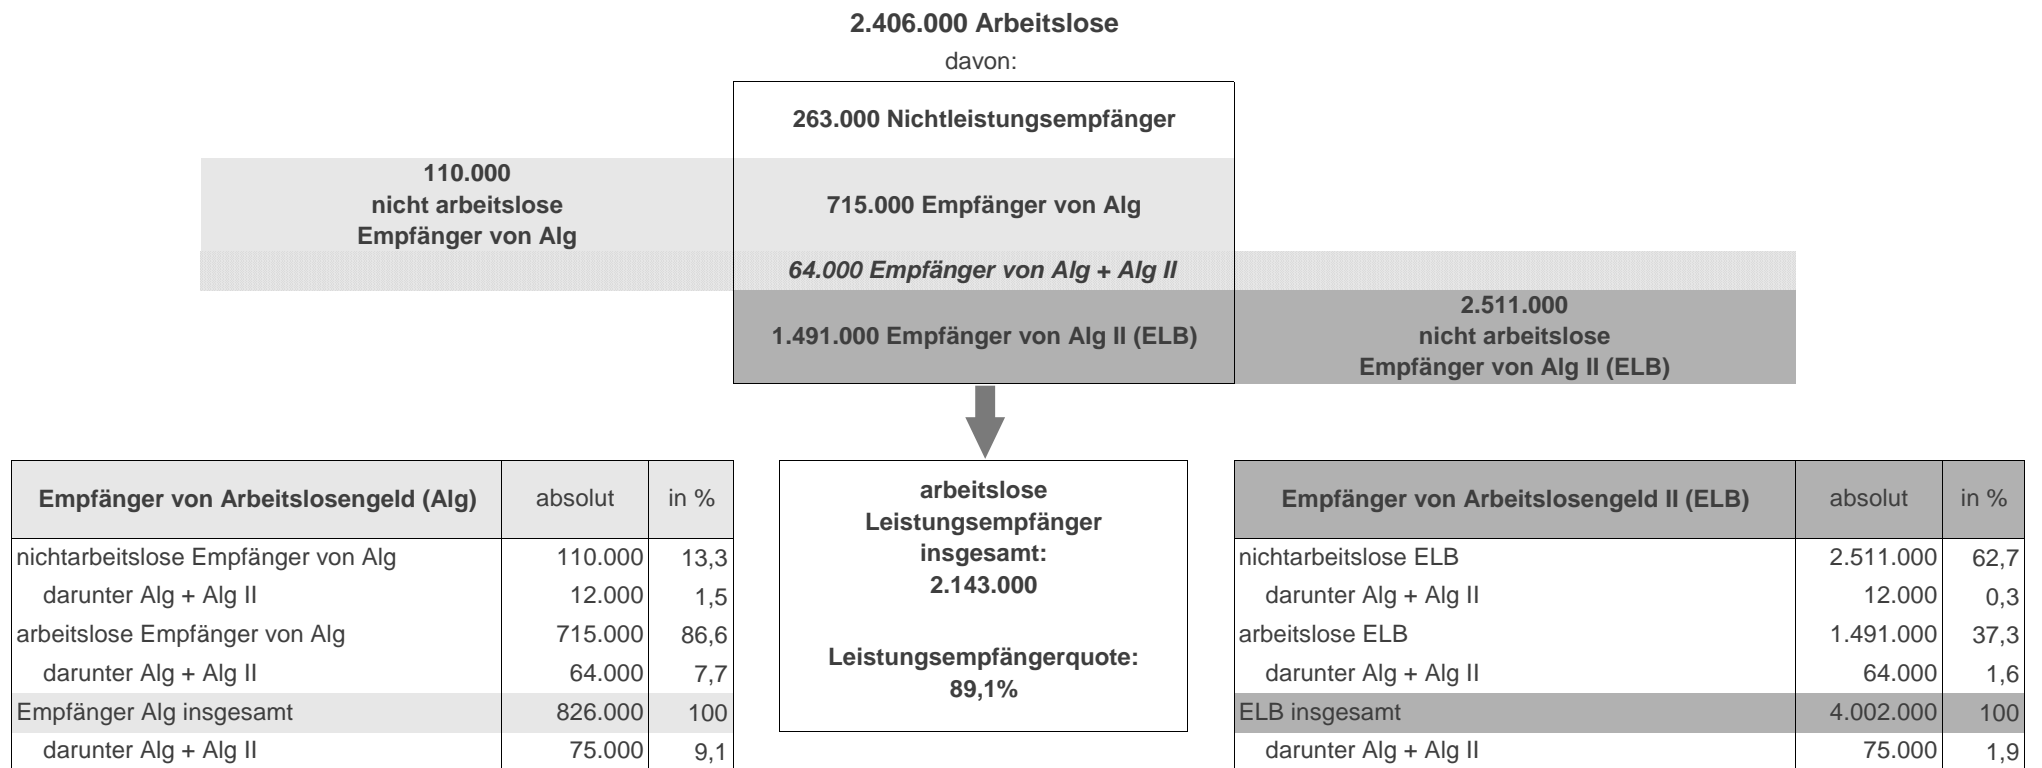 2.406.000 Arbeitslose
davon:
263.000 Nichtleistungsempfänger
110.000
nicht arbeitslose
Empfänger von Alg
715.000 Empfänger von Alg
64.000 Empfänger von Alg + Alg II
1.491.000 Empfänger von Alg II (ELB)
2.511.000
nicht arbeitslose
Empfänger von Alg II (ELB)
Empfänger von Arbeitslosengeld (Alg) absolut in %
nichtarbeitslose Empfänger von Alg 110.000 13,3
darunter Alg + Alg II 12.000 1,5
arbeitslose Empfänger von Alg 715.000 86,6
darunter Alg + Alg II 64.000 7,7
Empfänger Alg insgesamt 826.000 100
darunter Alg + Alg II 75.000 9,1
arbeitslose
Leistungsempfänger
insgesamt:
2.143.000
Leistungsempfängerquote:
89,1%
Empfänger von Arbeitslosengeld II (ELB) absolut in %
nichtarbeitslose ELB 2.511.000 62,7
darunter Alg + Alg II 12.000 0,3
arbeitslose ELB 1.491.000 37,3
darunter Alg + Alg II 64.000 1,6
ELB insgesamt 4.002.000 100
darunter Alg + Alg II 75.000 1,9